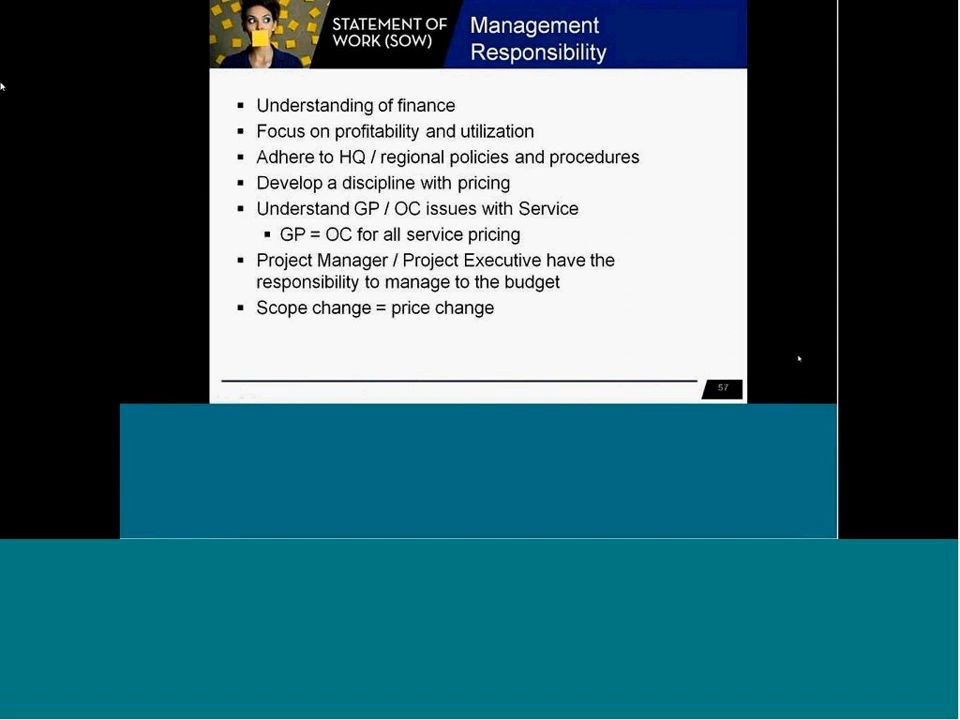 STATEMENT OF
WORK (SOW)
Management
Responsibility
▪ Understanding of finance
▪ Focus on profitability and utilization
▪ Adhere to HQ / regional policies and procedures
▪ Develop a discipline with pricing
▪ Understand GP / OC issues with Service
▪ GP = OC for all service pricing
▪ Project Manager / Project Executive have the
responsibility to manage to the budget
▪ Scope change = price change
57